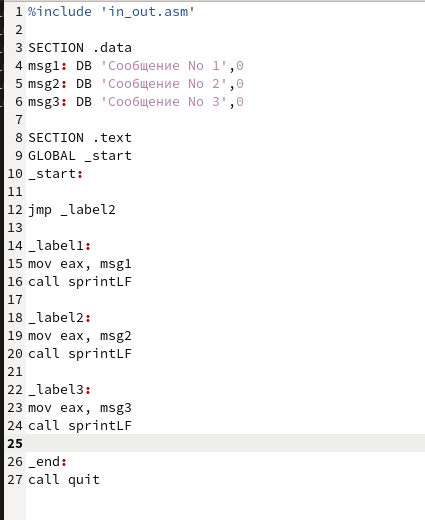 1 %include 'in_out.asm'
2
3 SECTION .data
4 msg1: DB 'Сообщение No 1',0
5 msg2: DB 'Сообщение No 2',0
6 msg3: DB 'Сообщение No 3',0
7
8 SECTION .text
9 GLOBAL _start
10 _start:
11
12 jmp _label2
13
14 _label1:
15 mov eax, msg1
16 call sprintLF
17
18 _label2:
19 mov eax, msg2
20 call sprintLF
21
22 _label3:
23 mov eax, msg3
24 call sprintLF
25
26 _end:
27 call quit